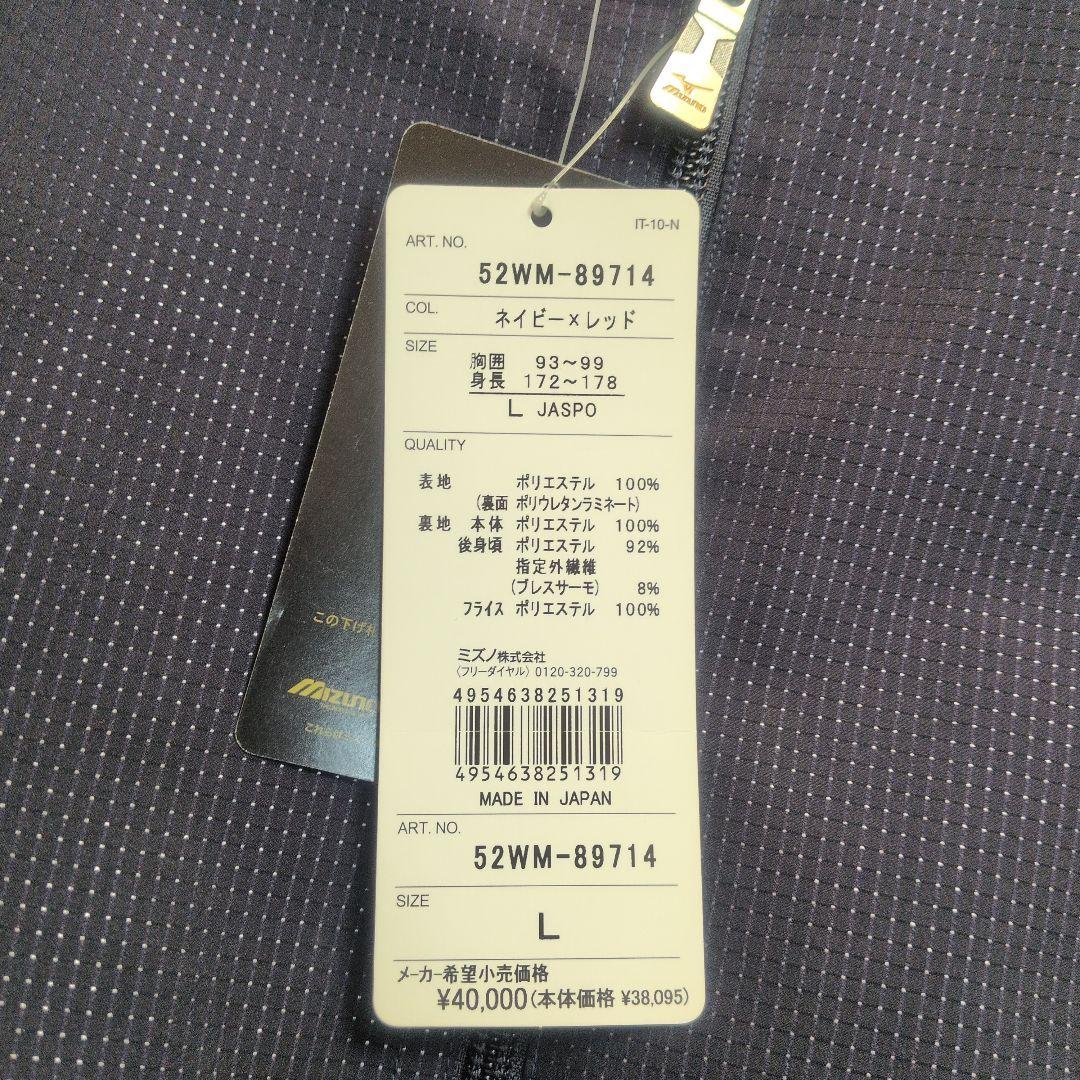 MIZUNO
IT-10-N
ART. NO.
52WM-89714
COL.
ネイビー×レッド
SIZE
胸囲 93～99
身長 172～178
L JASPO
QUALITY
表地 ポリエステル 100%
(裏面 ポリウレタンラミネート)
裏地 本体 ポリエステル 100%
後身頃 ポリエステル 92%
指定外繊維
(ブレスサーモ) 8%
フライス ポリエステル 100%
この下げ札
ミズノ株式会社
(フリーダイヤル) 0120-320-799
4954638251319
4954638251319
MIZUNO
MADE IN JAPAN
ART. NO.
52WM-89714
SIZE
L
メーカー希望小売価格
¥40,000(本体価格 ¥38,095)